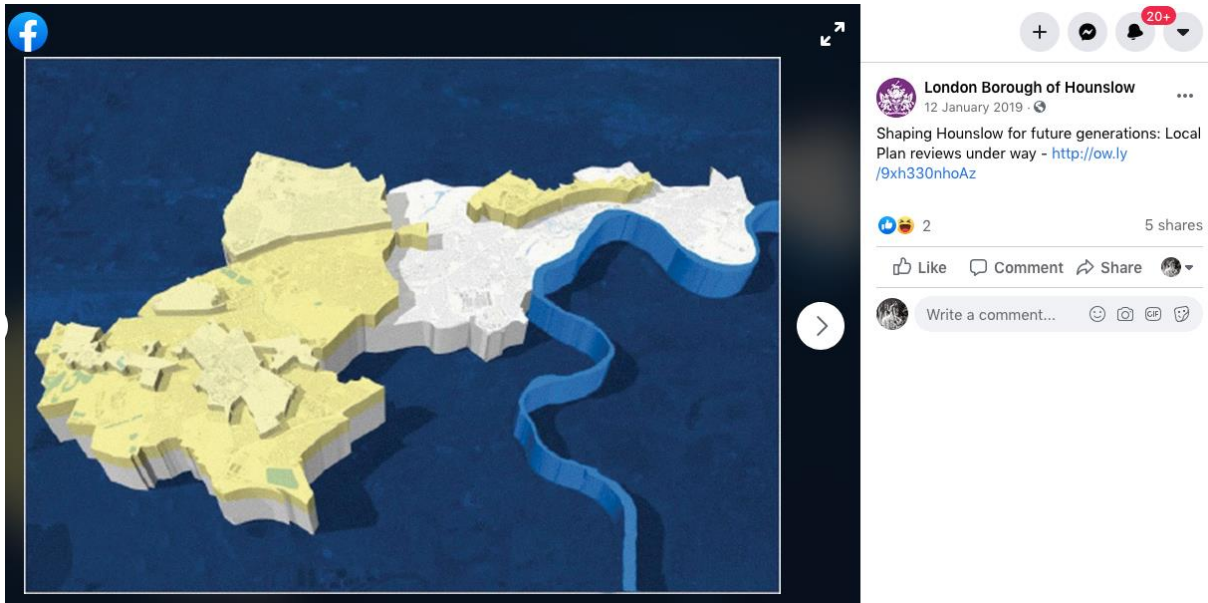 f
20+
London Borough of Hounslow
12 January 2019 ·
Shaping Hounslow for future generations: Local
Plan reviews under way - http://ow.ly
/9xh330nhoAz
2
5 shares
Like Comment Share
Write a comment... GIF